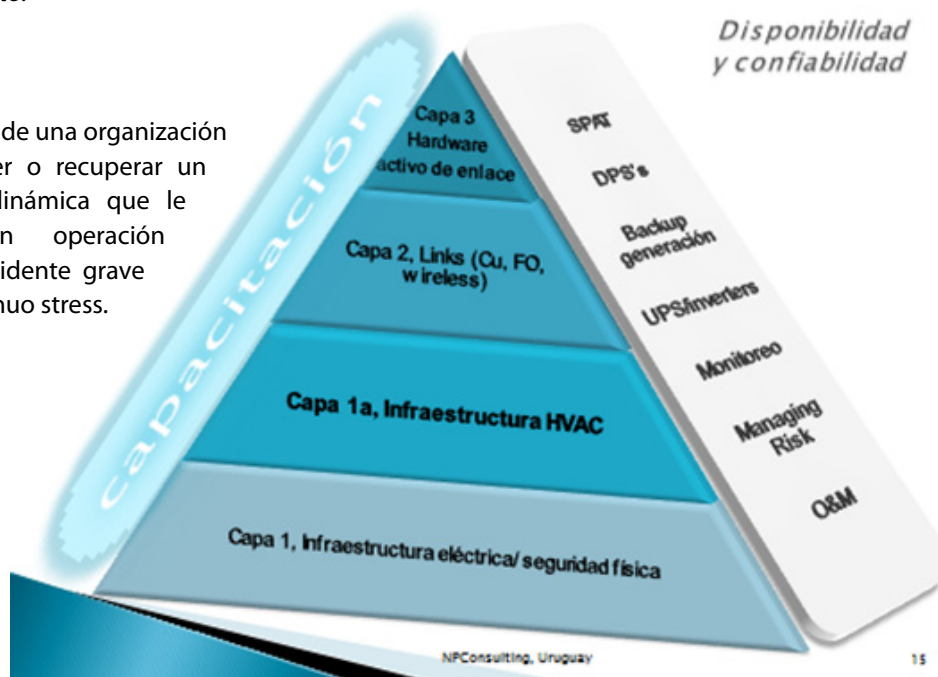 Disponibilidad
y confiabilidad
de una organización
er o recuperar un
dinámica que le
n operación
cidente grave
nuo stress.
capacitación
Capa 3
Hardware
activo de enlace
Capa 2, Links (Cu, FO,
wireless)
Capa 1a, Infraestructura HVAC
Capa 1, Infraestructura eléctrica/ seguridad física
SPAT
DPS's
Backup
generación
UPS/inverters
Monitoreo
Managing
Risk
O&M
NPConsulting, Uruguay
15